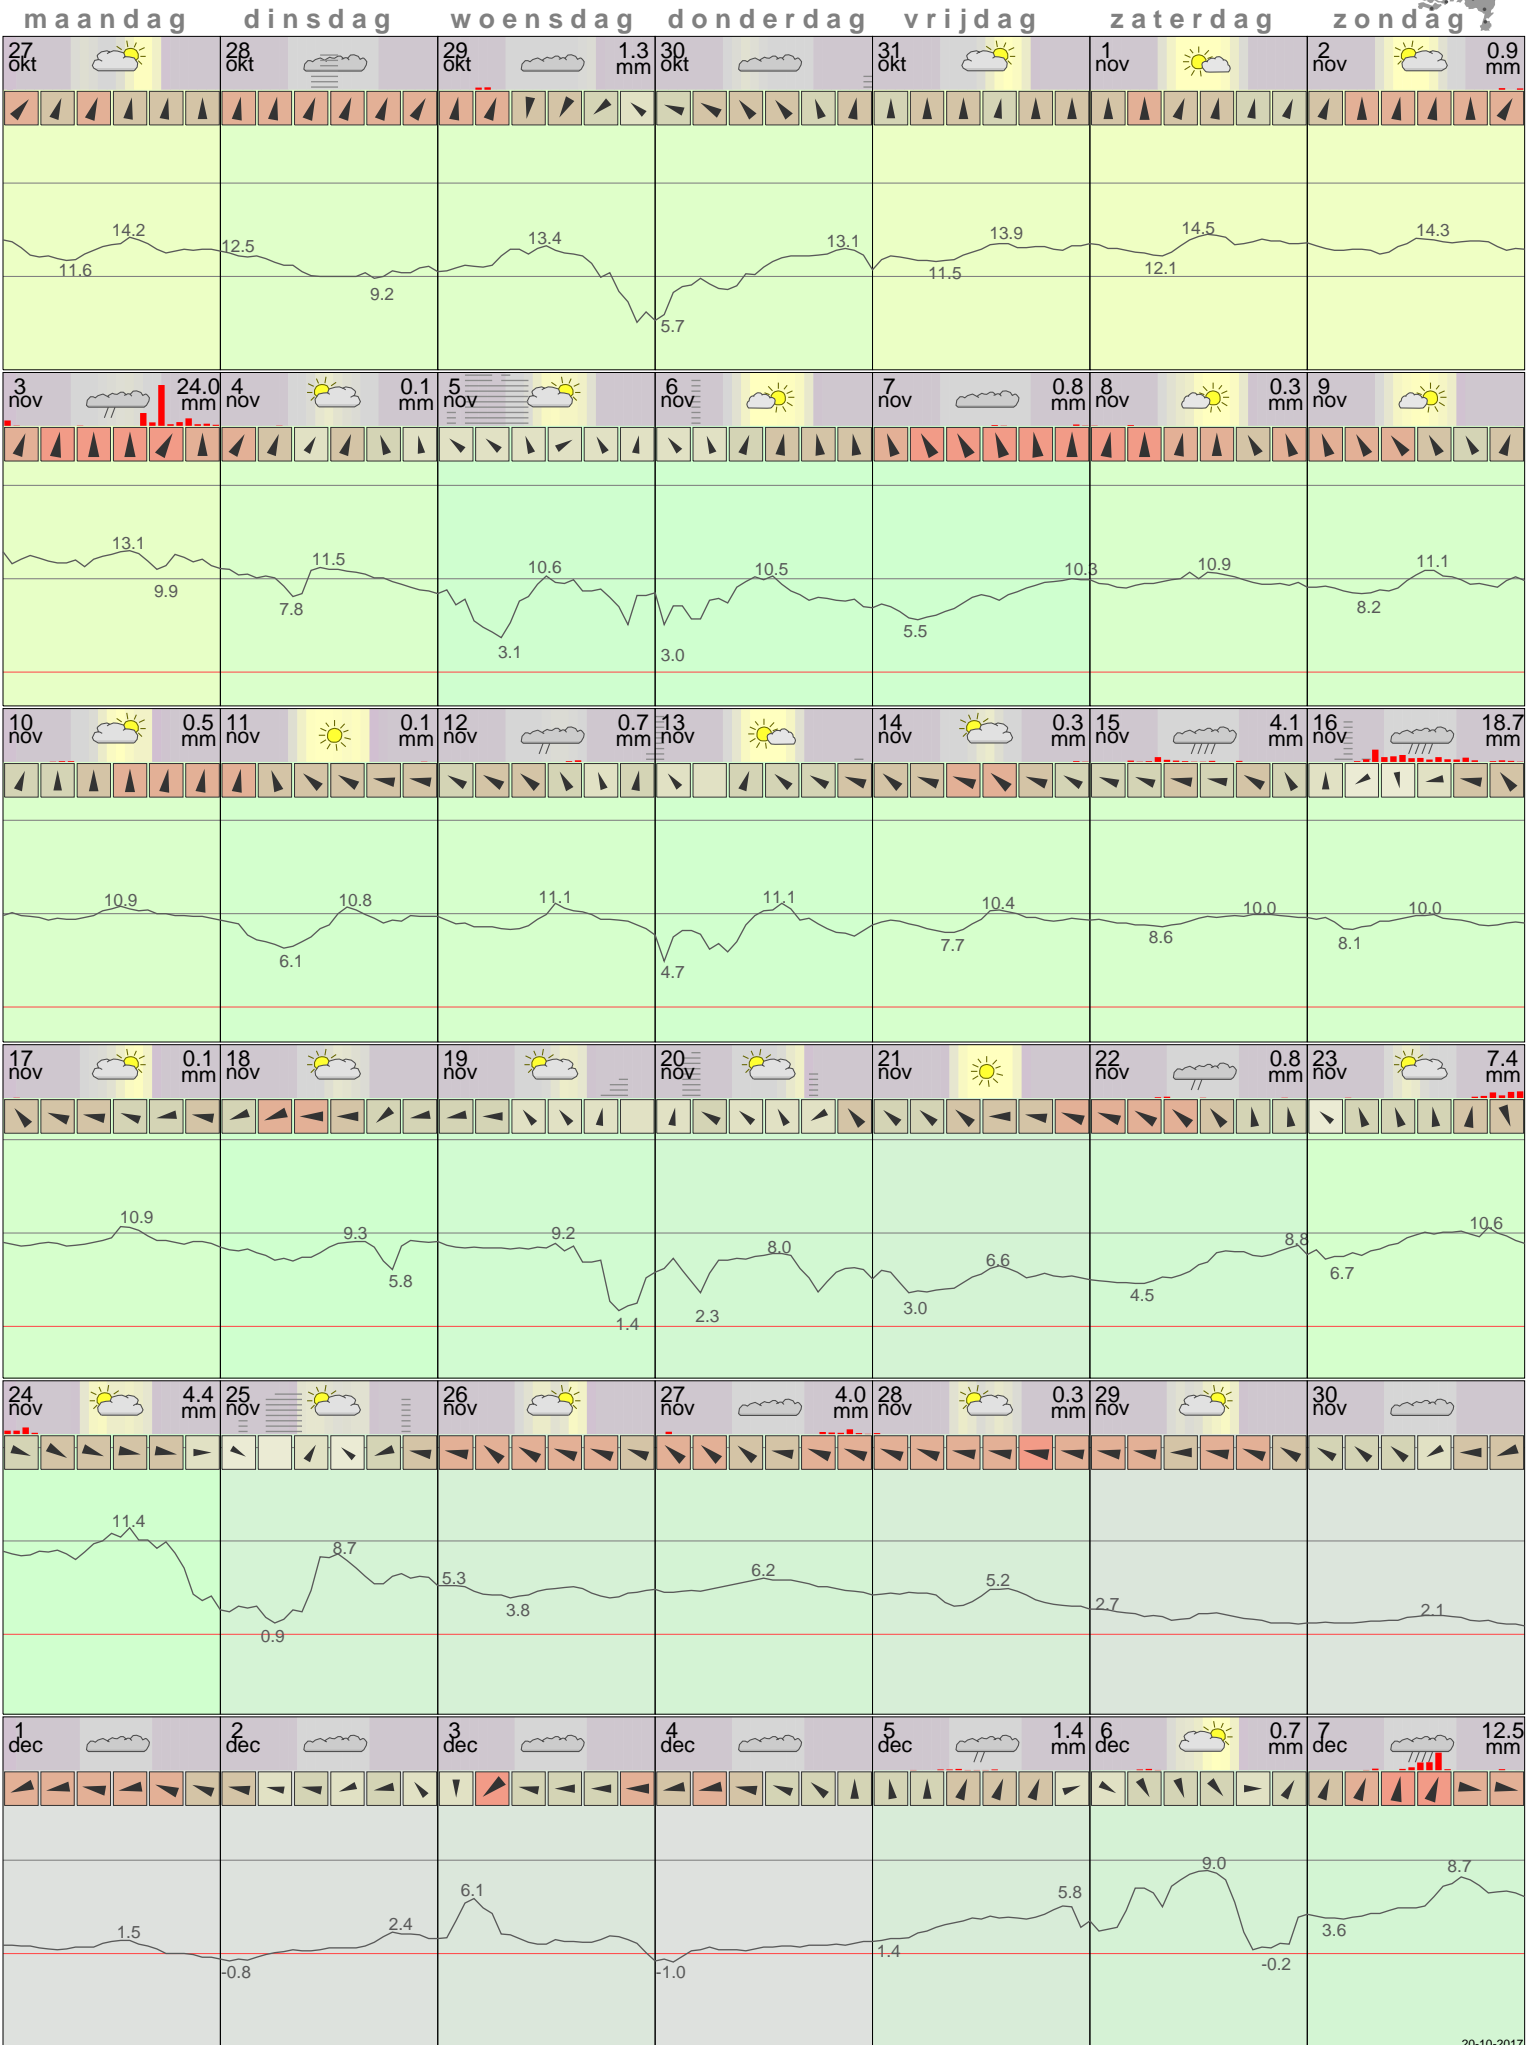 maandag dinsdag woensdag donderdag vrijdag zaterdag zondag
27 okt 28 okt 29 okt 1.3 mm 30 okt 31 okt 1 nov 2 nov 0.9 mm
14.2 11.6 12.5 9.2 13.4 5.7 13.1 11.5 13.9 12.1 14.5 14.3
3 nov 24.0 mm 4 nov 0.1 mm 5 nov 6 nov 7 nov 0.8 mm 8 nov 0.3 mm 9 nov
13.1 9.9 7.8 11.5 3.1 10.6 3.0 10.5 5.5 10.3 10.9 8.2 11.1
10 nov 0.5 mm 11 nov 0.1 mm 12 nov 0.7 mm 13 nov 14 nov 0.3 mm 15 nov 4.1 mm 16 nov 18.7 mm
10.9 6.1 10.8 11.1 4.7 11.1 7.7 10.4 8.6 10.0 8.1 10.0
17 nov 0.1 mm 18 nov 19 nov 20 nov 21 nov 22 nov 0.8 mm 23 nov 7.4 mm
10.9 9.3 5.8 9.2 1.4 2.3 8.0 3.0 6.6 4.5 8.8 6.7 10.6
24 nov 4.4 mm 25 nov 26 nov 27 nov 4.0 mm 28 nov 0.3 mm 29 nov 30 nov
11.4 0.9 8.7 5.3 3.8 6.2 5.2 2.7 2.1
1 dec 2 dec 3 dec 4 dec 5 dec 1.4 mm 6 dec 0.7 mm 7 dec 12.5 mm
1.5 -0.8 2.4 6.1 -1.0 1.4 5.8 9.0 -0.2 3.6 8.7
20-10-2017